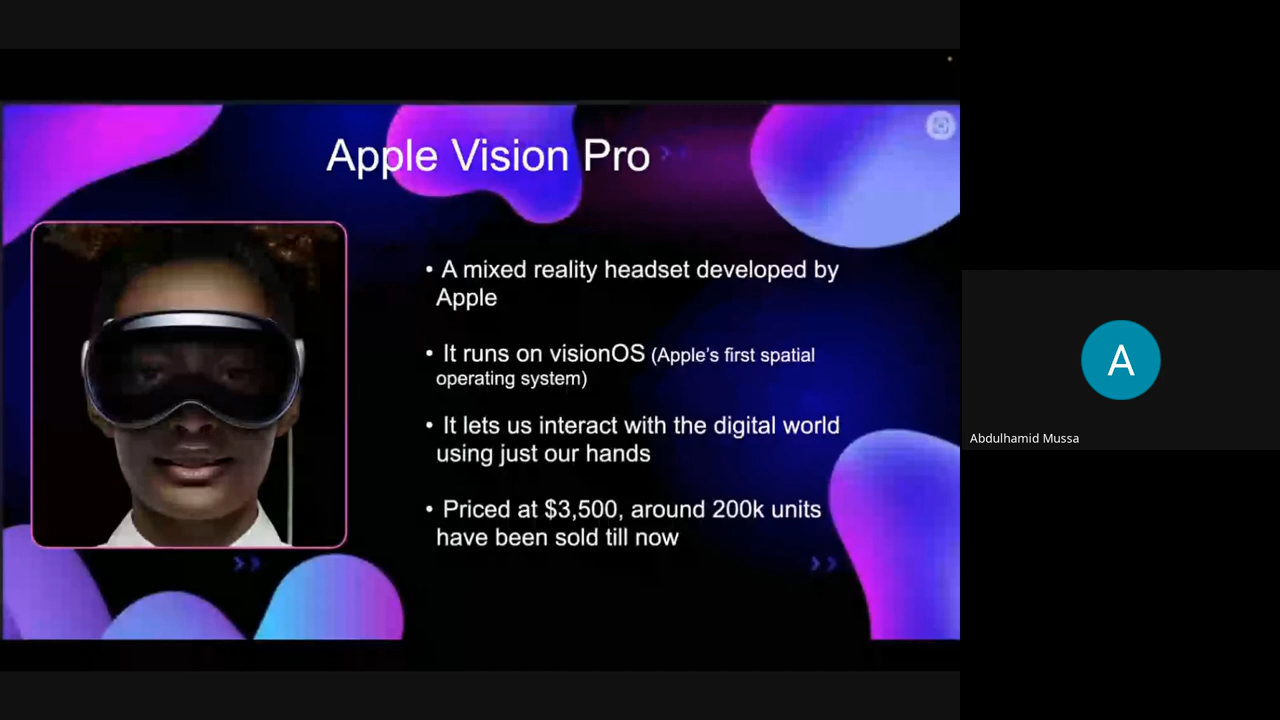 Apple Vision Pro
• A mixed reality headset developed by
Apple
• It runs on visionOS (Apple's first spatial
operating system)
• It lets us interact with the digital world
using just our hands
• Priced at $3,500, around 200k units
have been sold till now
A
Abdulhamid Mussa